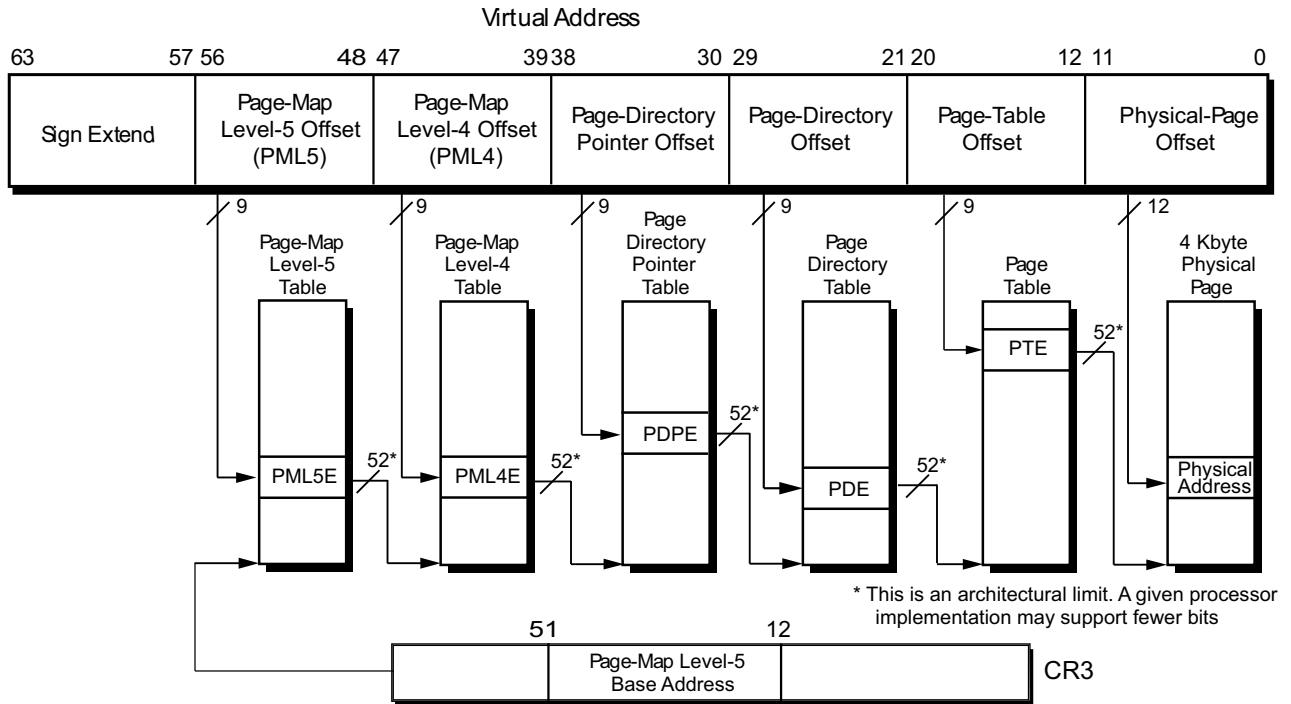 Virtual Address
63 57 56 48 47 39 38 30 29 21 20 12 11 0
Sign Extend
Page-Map
Level-5 Offset
(PML5)
Page-Map
Level-4 Offset
(PML4)
Page-Directory
Pointer Offset
Page-Directory
Offset
Page-Table
Offset
Physical-Page
Offset
9 9 9 9 9 12
Page-Map
Level-5
Table
Page-Map
Level-4
Table
Page
Directory
Pointer
Table
Page
Directory
Table
Page
Table
4 Kbyte
Physical
Page
PML5E
52*
PML4E
52*
PDPE
52*
PDE
52*
PTE
52*
Physical
Address
* This is an architectural limit. A given processor
implementation may support fewer bits
51 12
Page-Map Level-5
Base Address
CR3